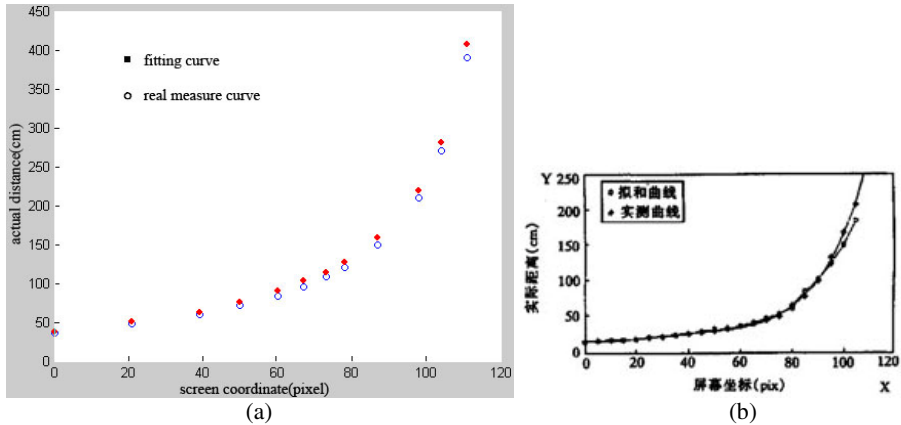 450
400
350
300
250
200
150
100
50
0
fitting curve
real measure curve
actual distance(cm)
0 20 40 60 80 100 120
screen coordinate(pixel)
(a)
Y 250
200
150
100
50
0
拟和曲线
实测曲线
实际距离(cm)
0 20 40 60 80 100 120
屏幕坐标(pix) X
(b)